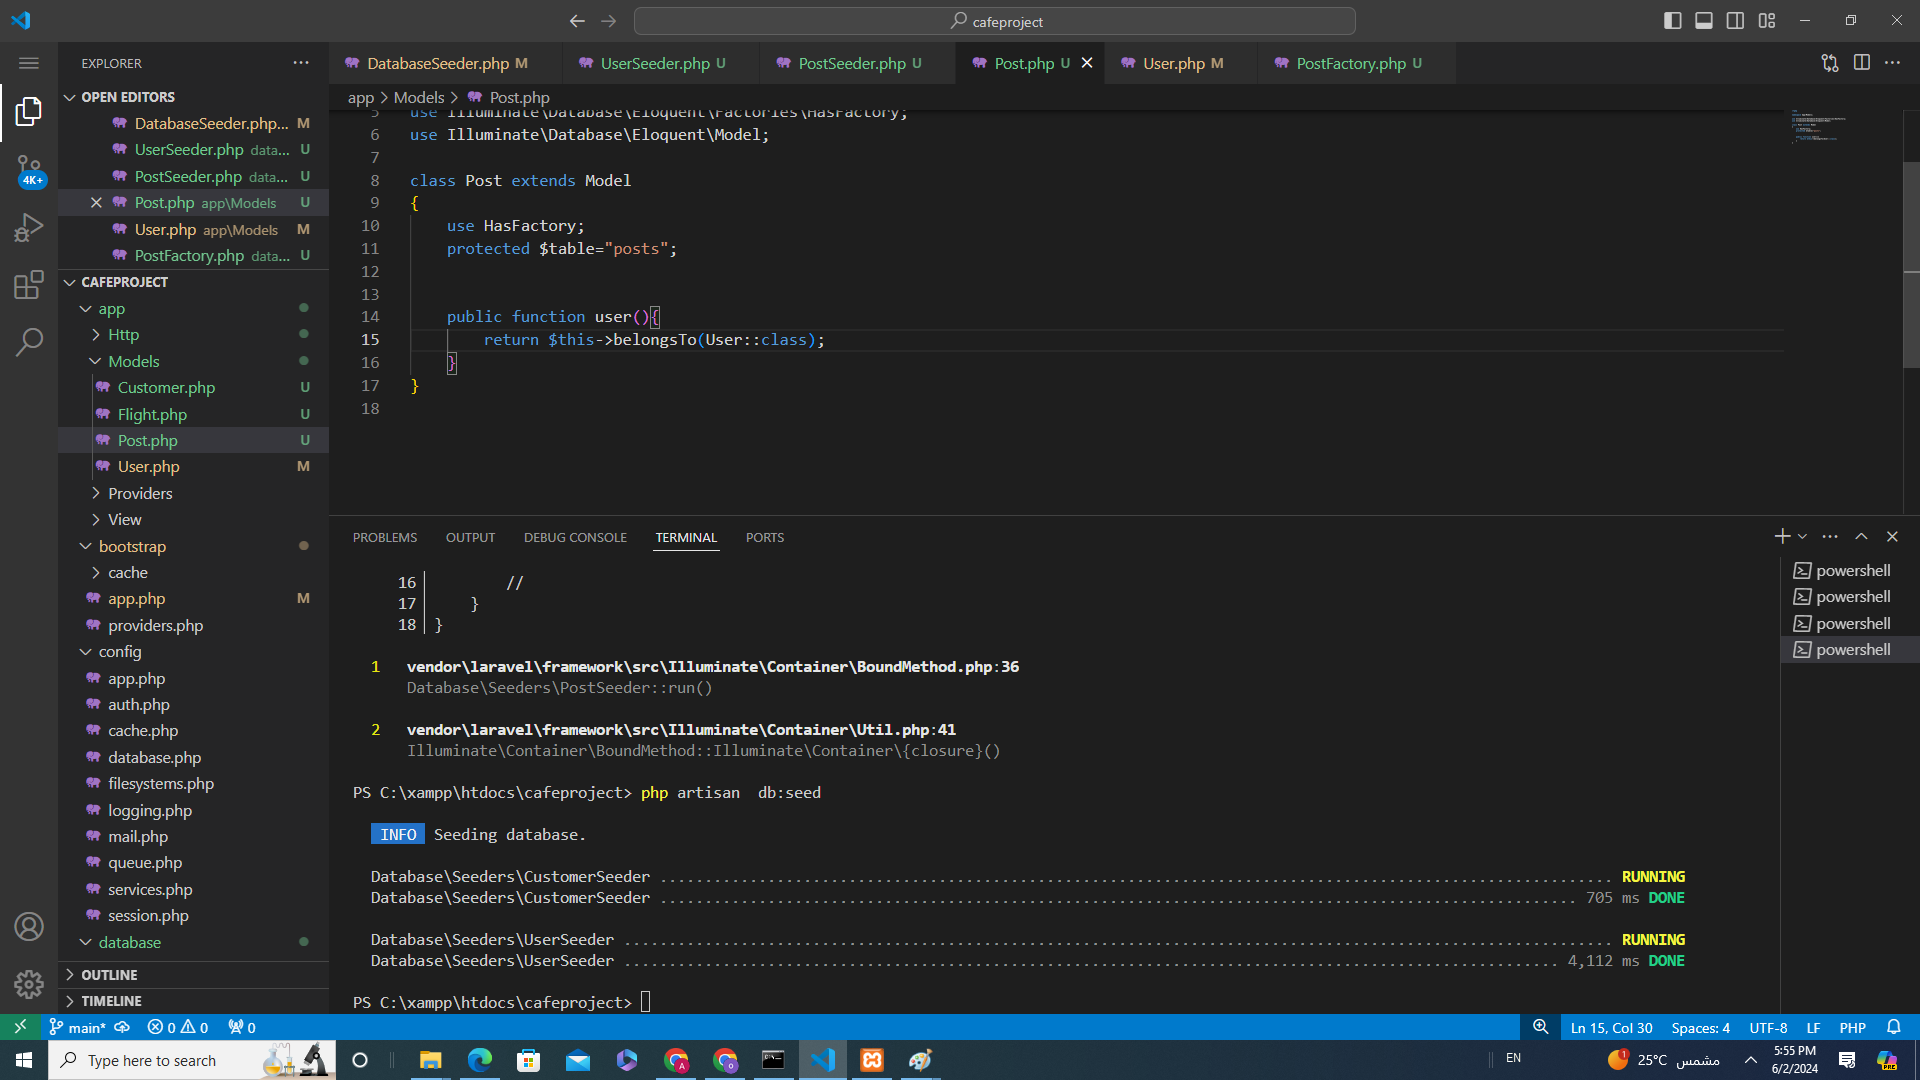 cafeproject
EXPLORER
OPEN EDITORS
DatabaseSeeder.php... M
UserSeeder.php data... U
PostSeeder.php data... U
Post.php app\Models U
User.php app\Models M
PostFactory.php data... U
CAFEPROJECT
app
Http
Models
Customer.php U
Flight.php U
Post.php U
User.php M
Providers
View
bootstrap
cache
app.php M
providers.php
config
app.php
auth.php
cache.php
database.php
filesystems.php
logging.php
mail.php
queue.php
services.php
session.php
database
OUTLINE
TIMELINE
4K+
DatabaseSeeder.php M
UserSeeder.php U
PostSeeder.php U
Post.php U
User.php M
PostFactory.php U
app > Models > Post.php
5 use Illuminate\Database\Eloquent\Factories\HasFactory;
6 use Illuminate\Database\Eloquent\Model;
7
8 class Post extends Model
9 {
10 use HasFactory;
11 protected $table="posts";
12
13
14 public function user(){
15 return $this->belongsTo(User::class);
16 }
17 }
18
PROBLEMS OUTPUT DEBUG CONSOLE TERMINAL PORTS
16 //
17 }
18 }
1 vendor\laravel\framework\src\Illuminate\Container\BoundMethod.php:36
Database\Seeders\PostSeeder::run()
2 vendor\laravel\framework\src\Illuminate\Container\Util.php:41
Illuminate\Container\BoundMethod::Illuminate\Container\{closure}()
PS C:\xampp\htdocs\cafeproject> php artisan  db:seed
INFO Seeding database.
Database\Seeders\CustomerSeeder ........ RUNNING
Database\Seeders\CustomerSeeder ........ 705 ms DONE
Database\Seeders\UserSeeder ........ RUNNING
Database\Seeders\UserSeeder ........ 4,112 ms DONE
PS C:\xampp\htdocs\cafeproject>
powershell
powershell
powershell
powershell
main* 0 0 0
Ln 15, Col 30 Spaces: 4 UTF-8 LF PHP
Type here to search
EN
1
25°C مشمس
5:55 PM
6/2/2024